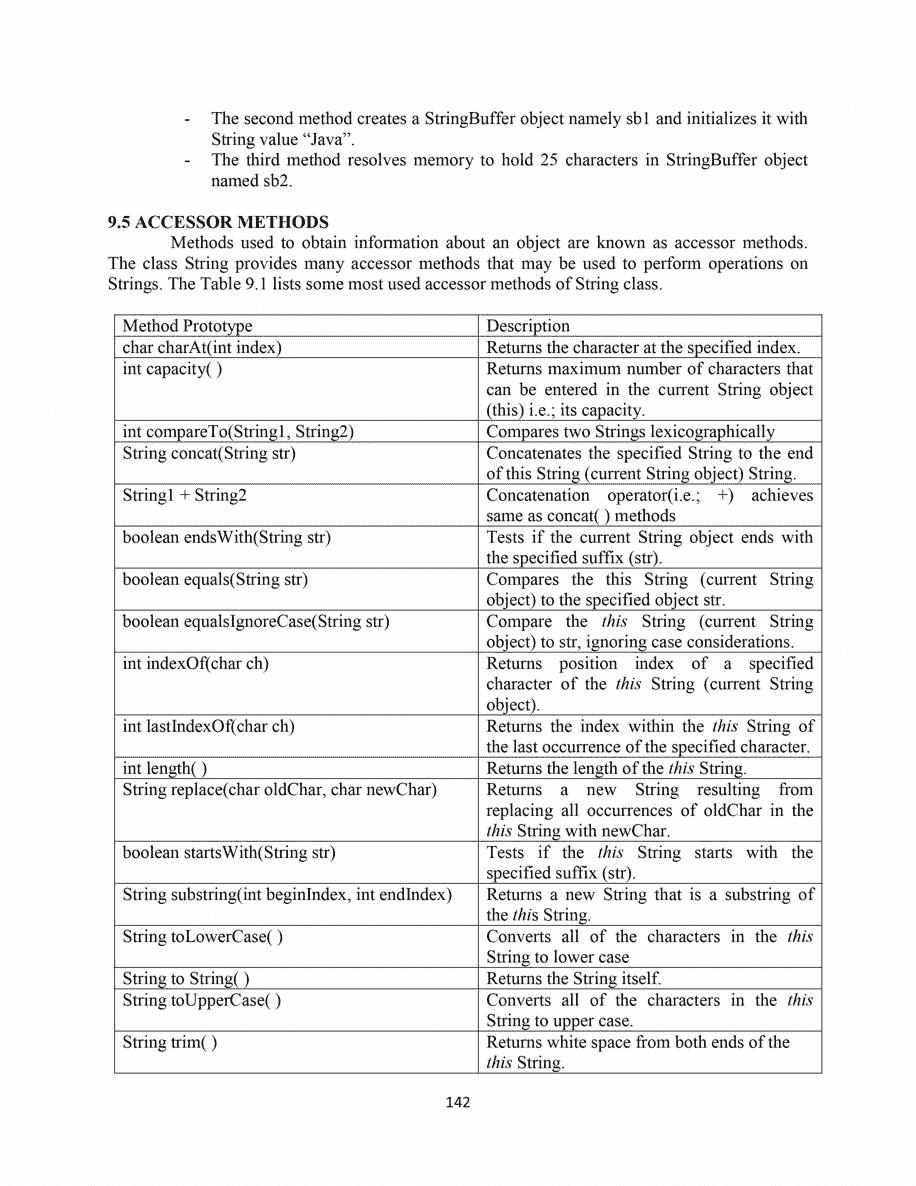 - The second method creates a StringBuffer object namely sb1 and initializes it with
String value “Java”.
- The third method resolves memory to hold 25 characters in StringBuffer object
named sb2.
9.5 ACCESSOR METHODS
Methods used to obtain information about an object are known as accessor methods.
The class String provides many accessor methods that may be used to perform operations on
Strings. The Table 9.1 lists some most used accessor methods of String class.
Method Prototype
Description
char charAt(int index)
Returns the character at the specified index.
int capacity( )
Returns maximum number of characters that
can be entered in the current String object
(this) i.e.; its capacity.
int compareTo(String1, String2)
Compares two Strings lexicographically
String concat(String str)
Concatenates the specified String to the end
of this String (current String object) String.
String1 + String2
Concatenation operator(i.e.; +) achieves
same as concat( ) methods
boolean endsWith(String str)
Tests if the current String object ends with
the specified suffix (str).
boolean equals(String str)
Compares the this String (current String
object) to the specified object str.
boolean equalsIgnoreCase(String str)
Compare the this String (current String
object) to str, ignoring case considerations.
int indexOf(char ch)
Returns position index of a specified
character of the this String (current String
object).
int lastIndexOf(char ch)
Returns the index within the this String of
the last occurrence of the specified character.
int length( )
Returns the length of the this String.
String replace(char oldChar, char newChar)
Returns a new String resulting from
replacing all occurrences of oldChar in the
this String with newChar.
boolean startsWith(String str)
Tests if the this String starts with the
specified suffix (str).
String substring(int beginIndex, int endIndex)
Returns a new String that is a substring of
the this String.
String toLowerCase( )
Converts all of the characters in the this
String to lower case
String to String( )
Returns the String itself.
String toUpperCase( )
Converts all of the characters in the this
String to upper case.
String trim( )
Returns white space from both ends of the
this String.
142